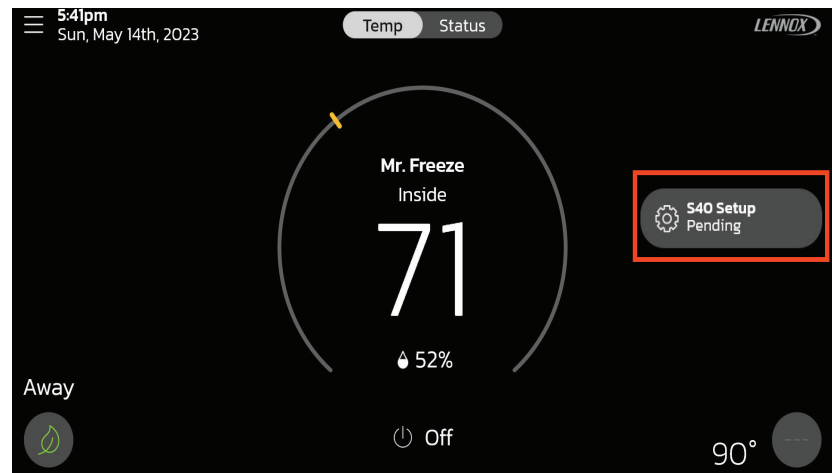 5:41pm
Sun, May 14th, 2023
Temp Status
LENNOX
Mr. Freeze
Inside
71
52%
S40 Setup
Pending
Away
Off
90°
---